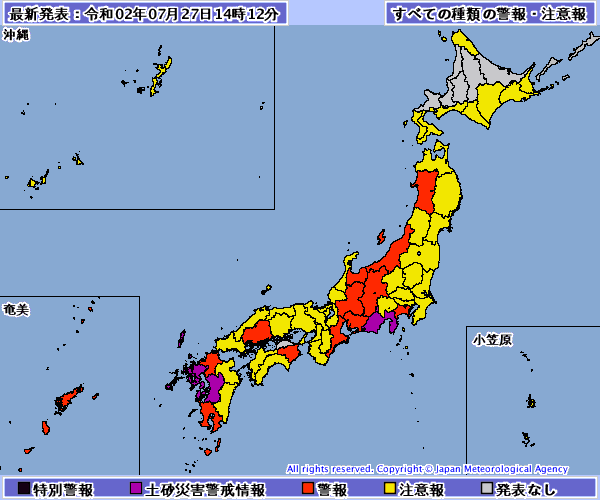 最新発表：令和02年07月27日14時12分
すべての種類の警報・注意報
沖縄
奄美
小笠原
All rights reserved. Copyright © Japan Meteorological Agency
特別警報 土砂災害警戒情報 警報 注意報 発表なし